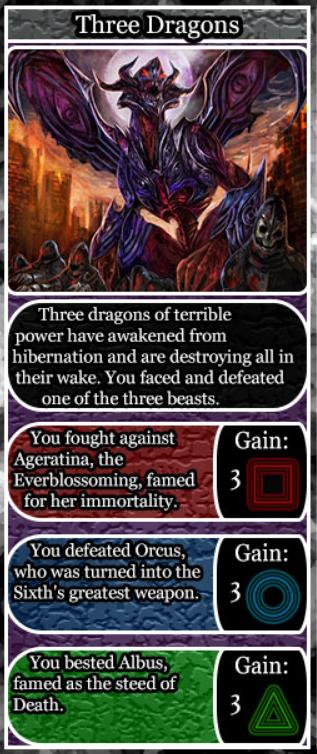 Three Dragons
Three dragons of terrible
power have awakened from
hibernation and are destroying all in
their wake. You faced and defeated
one of the three beasts.
You fought against
Ageratina, the
Everblossoming, famed
for her immortality.
Gain:
3
You defeated Orcus,
who was turned into the
Sixth's greatest weapon.
Gain:
3
You bested Albus,
famed as the steed of
Death.
Gain:
3